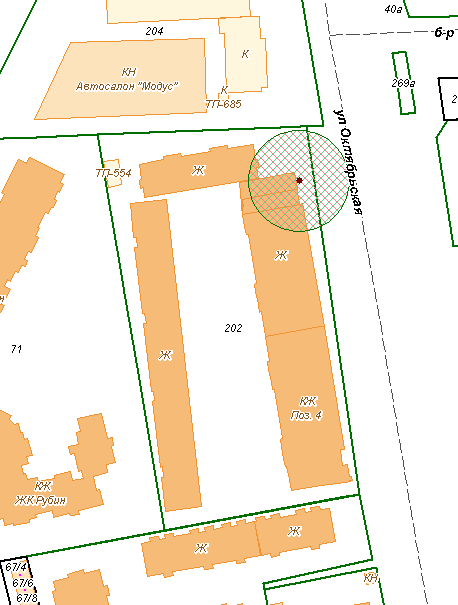 40а
204
б-р
К
КН
Автосалон "Модус"
269а
2
К
ТП-685
ул Октябрьская
ТП-554
Ж
Ж
202
71
Ж
КЖ
Поз. 4
КЖ
ЖК Рубин
Ж
Ж
67/4
67/6
67/8
КН